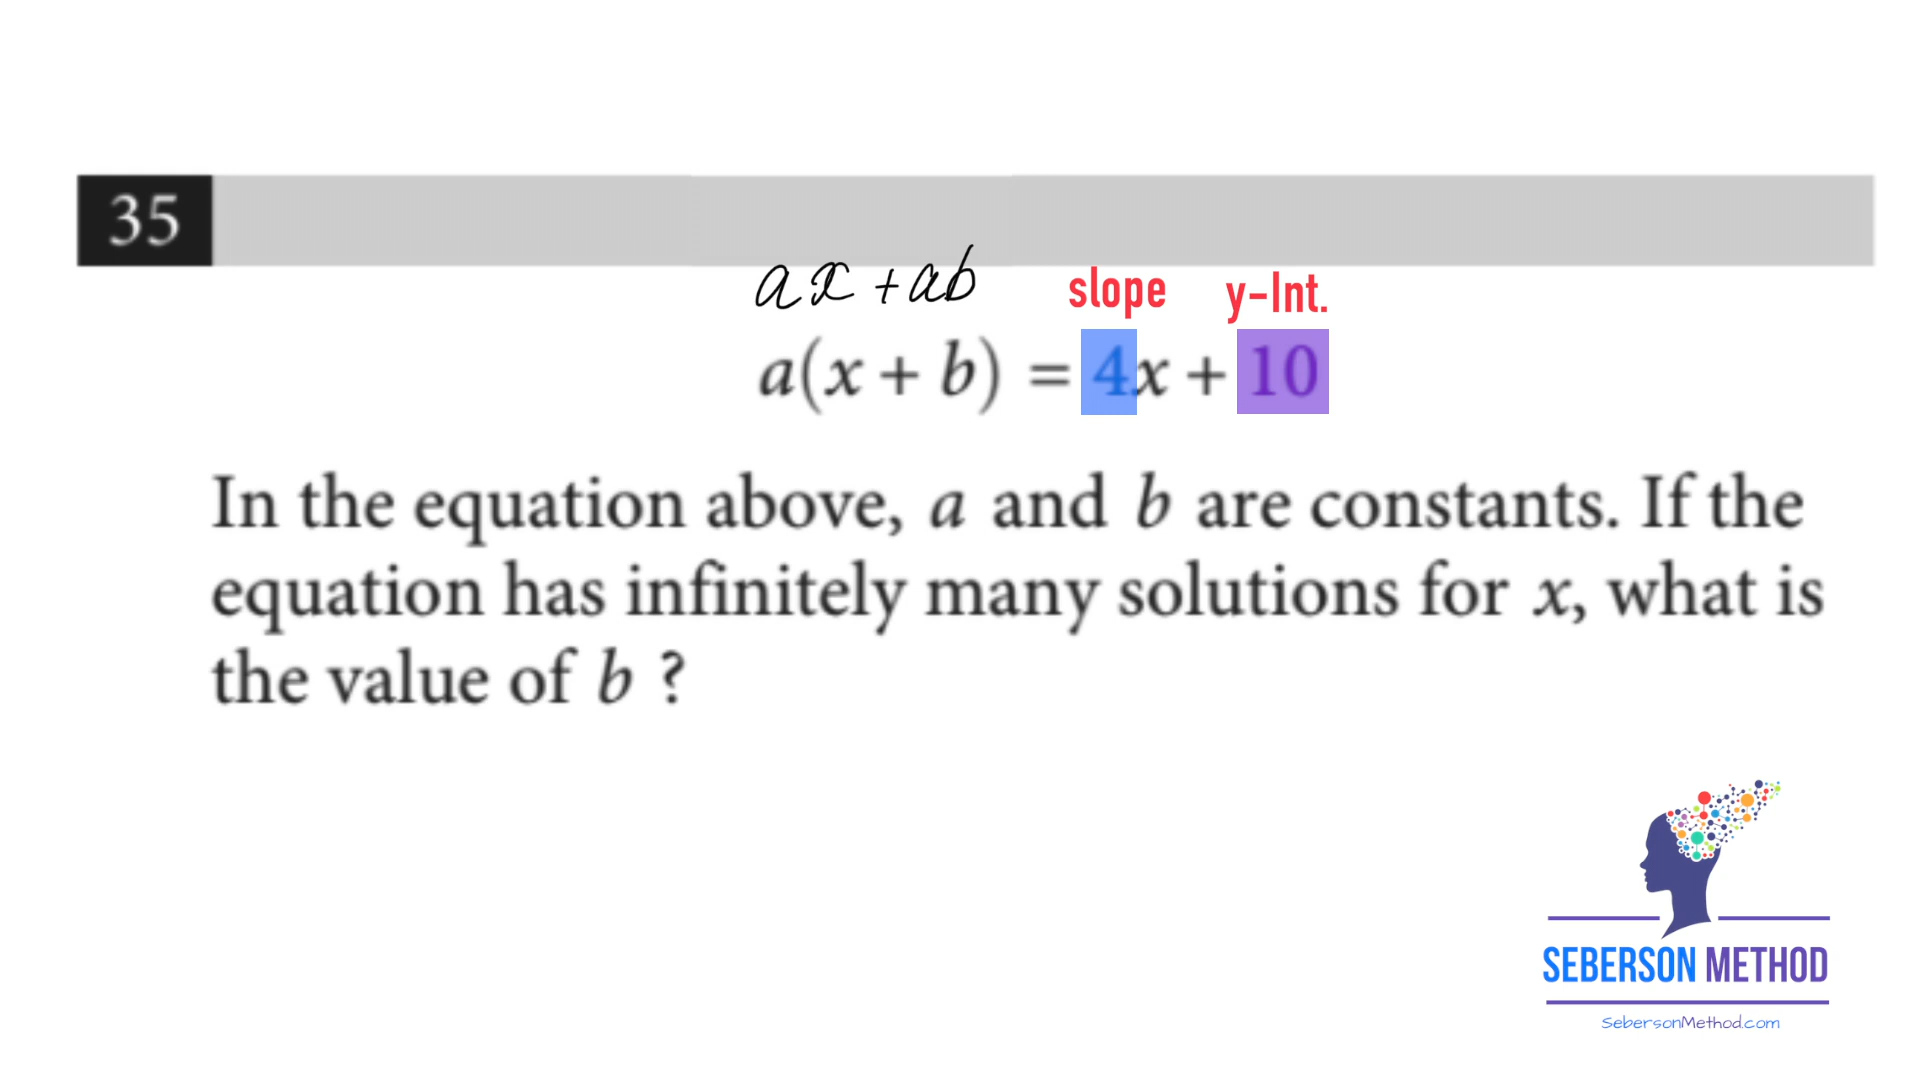 35
ax + ab
slope y-Int.
a(x + b) = 4x + 10
In the equation above, a and b are constants. If the
equation has infinitely many solutions for x, what is
the value of b ?
SEBERSON METHOD
SebersonMethod.com